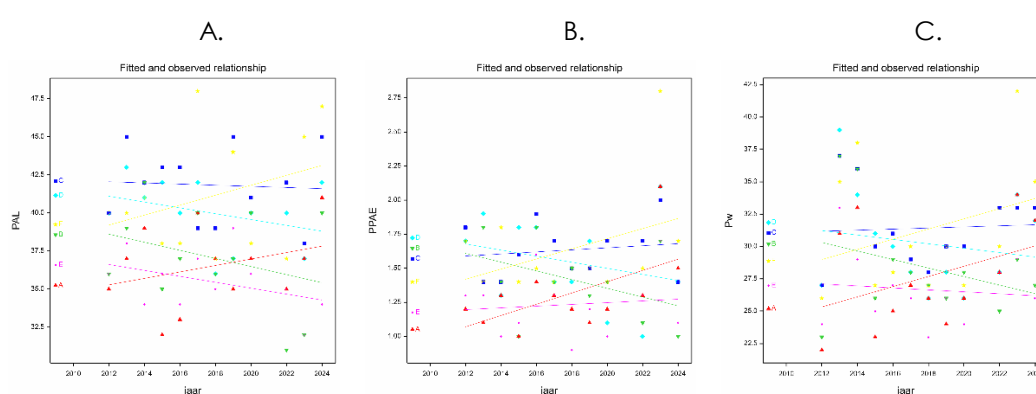 A. B. C.
Fitted and observed relationship Fitted and observed relationship Fitted and observed relationship
PAL
47.5
45.0
42.5
40.0
37.5
35.0
32.5
C
D
F
B
E
A
2010 2012 2014 2016 2018 2020 2022 2024
jaar
PPAE
2.75
2.50
2.25
2.00
1.75
1.50
1.25
1.00
D
B
C
F
E
A
2010 2012 2014 2016 2018 2020 2022 2024
jaar
Pw
42.5
40.0
37.5
35.0
32.5
30.0
27.5
25.0
22.5
D
C
B
E
A
2010 2012 2014 2016 2018 2020 2022 2024
jaar